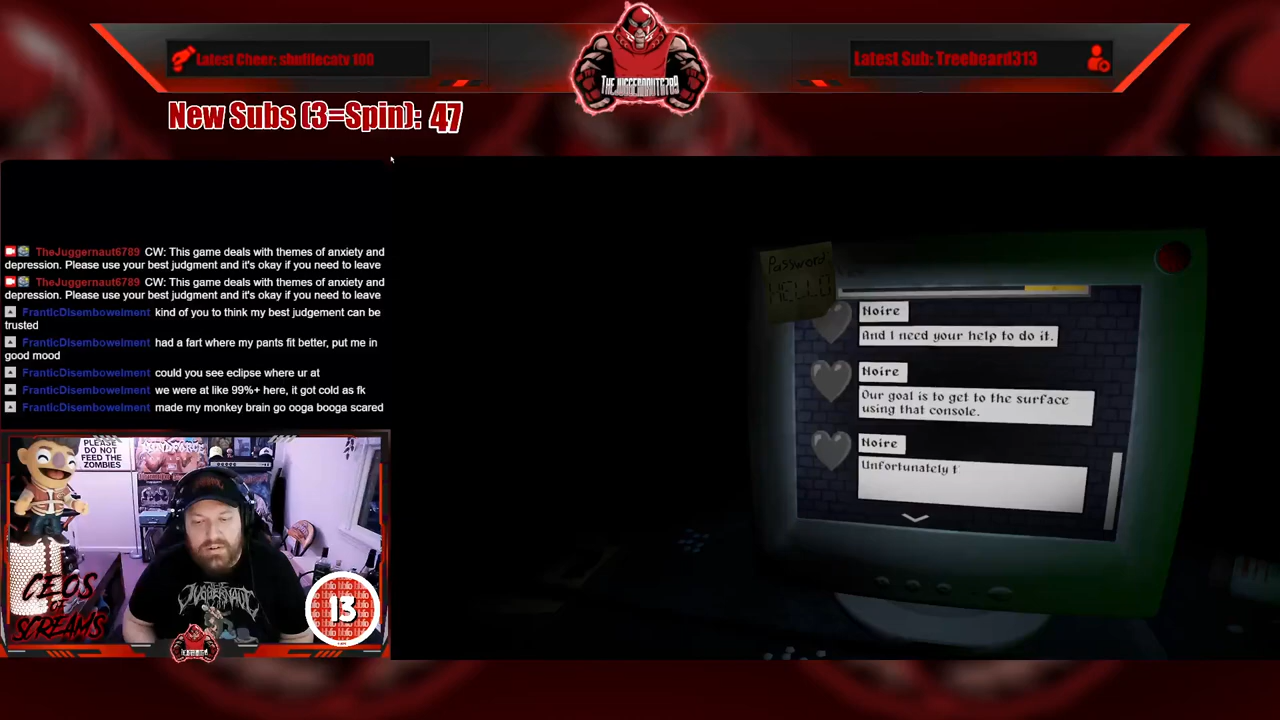 Latest Cheer: shufflecatv 100
THEJUGGERNAUT6789
Latest Sub: Treebeard313
New Subs (3=Spin): 47
TheJuggernaut6789 CW: This game deals with themes of anxiety and
depression. Please use your best judgment and it's okay if you need to leave
TheJuggernaut6789 CW: This game deals with themes of anxiety and
depression. Please use your best judgment and it's okay if you need to leave
FranticDisembowelment kind of you to think my best judgement can be
trusted
FranticDisembowelment had a fart where my pants fit better, put me in
good mood
FranticDisembowelment could you see eclipse where ur at
FranticDisembowelment we were at like 99%+ here, it got cold as fk
FranticDisembowelment made my monkey brain go ooga booga scared
Password:
HELLO
Noire
And I need your help to do it.
Noire
Our goal is to get to the surface
using that console.
Noire
Unfortunately t
PLEASE
DO NOT
FEED THE
ZOMBIES
CEOS
OF
SCREAMS
13